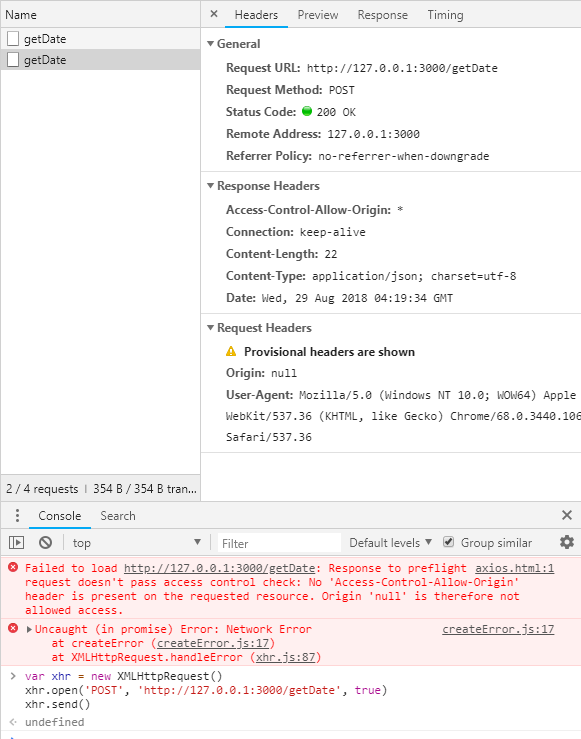 Name
getDate
getDate
2 / 4 requests | 354 B / 354 B tran...
× Headers Preview Response Timing
General
Request URL: http://127.0.0.1:3000/getDate
Request Method: POST
Status Code: 200 OK
Remote Address: 127.0.0.1:3000
Referrer Policy: no-referrer-when-downgrade
Response Headers
Access-Control-Allow-Origin: *
Connection: keep-alive
Content-Length: 22
Content-Type: application/json; charset=utf-8
Date: Wed, 29 Aug 2018 04:19:34 GMT
Request Headers
Provisional headers are shown
Origin: null
User-Agent: Mozilla/5.0 (Windows NT 10.0; WOW64) Apple
WebKit/537.36 (KHTML, like Gecko) Chrome/68.0.3440.106
Safari/537.36
Console Search
top Filter Default levels Group similar
Failed to load http://127.0.0.1:3000/getDate: Response to preflight axios.html:1
request doesn't pass access control check: No 'Access-Control-Allow-Origin'
header is present on the requested resource. Origin 'null' is therefore not
allowed access.
Uncaught (in promise) Error: Network Error createError.js:17
at createError (createError.js:17)
at XMLHttpRequest.handleError (xhr.js:87)
> var xhr = new XMLHttpRequest()
xhr.open('POST', 'http://127.0.0.1:3000/getDate', true)
xhr.send()
undefined